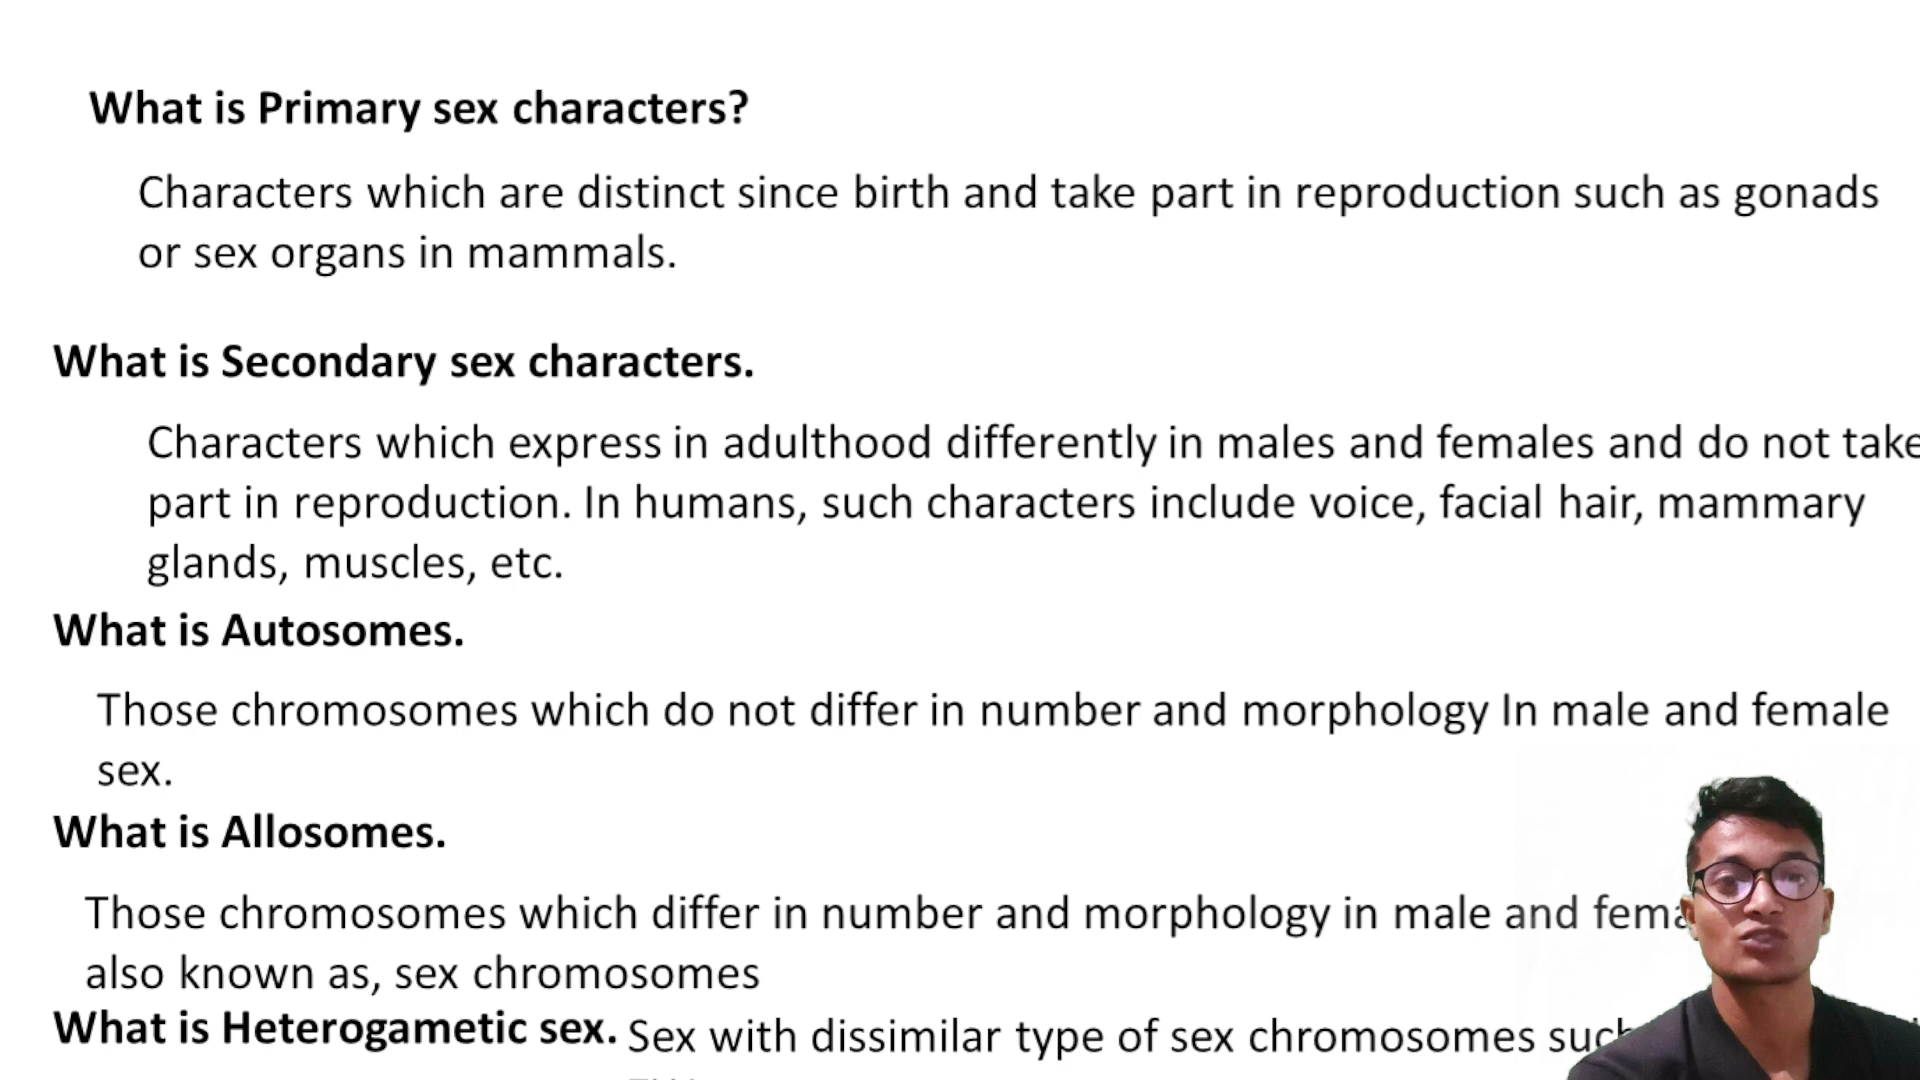 What is Primary sex characters?
Characters which are distinct since birth and take part in reproduction such as gonads
or sex organs in mammals.
What is Secondary sex characters.
Characters which express in adulthood differently in males and females and do not take
part in reproduction. In humans, such characters include voice, facial hair, mammary
glands, muscles, etc.
What is Autosomes.
Those chromosomes which do not differ in number and morphology In male and female
sex.
What is Allosomes.
Those chromosomes which differ in number and morphology in male and
also known as, sex chromosomes
What is Heterogametic sex. Sex with dissimilar type of sex chromosomes